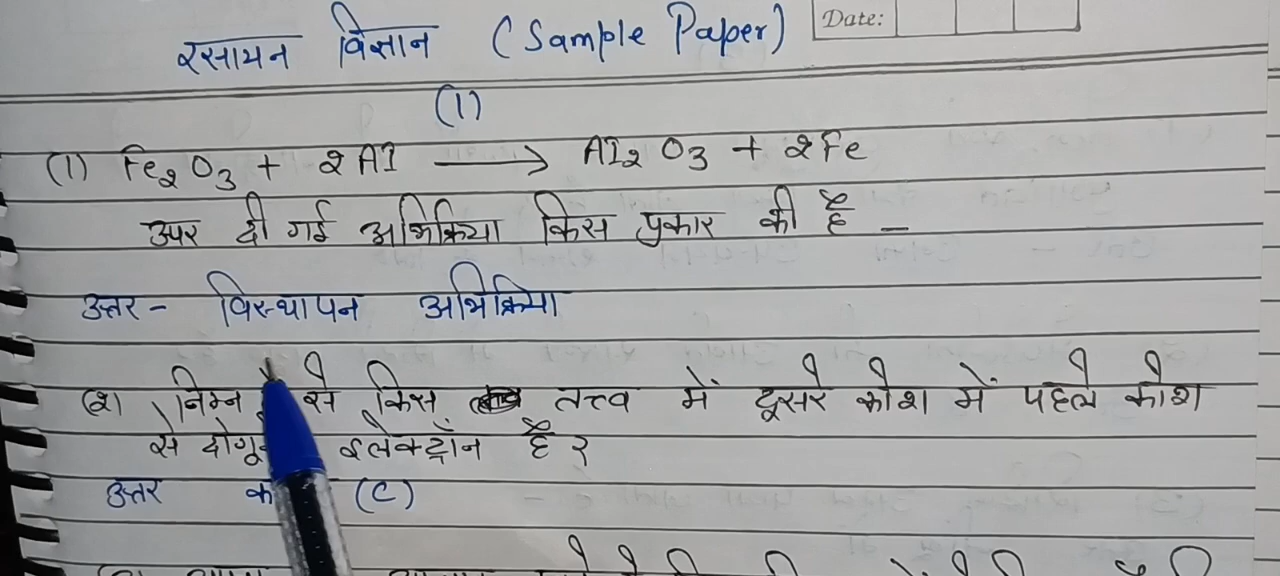 रसायन विज्ञान (Sample Paper)
Date:
(1)
(1) Fe₂O₃ + 2Al ⟶ Al₂O₃ + 2Fe
उपर दी गई अभिक्रिया किस प्रकार की है –
उत्तर - विस्थापन अभिक्रिया
(2) निम्न से किस तत्त्व में दूसरे कोश में पहले कोश
से इलेक्ट्रॉन है ?
उत्तर (C)